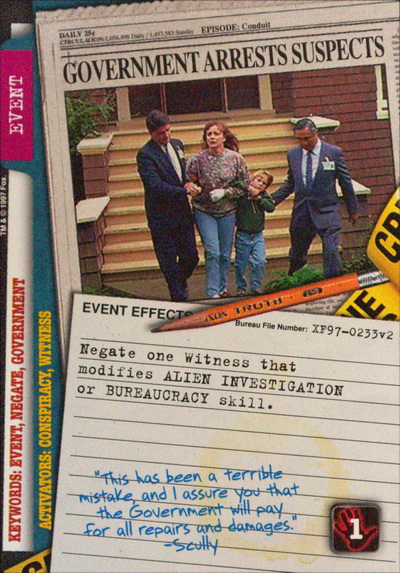 DAILY 25¢
EPISODE: Conduit
CIRCULATION: 1,058,498 Daily / 1,457,583 Sunday
GOVERNMENT ARRESTS SUSPECTS
EVENT
TM & © 1997 Fox.
KEYWORDS: EVENT, NEGATE, GOVERNMENT
ACTIVATORS: CONSPIRACY, WITNESS
TRUTH
EVENT EFFECTS
Bureau File Number: XF97-0233v2
Negate one Witness that
modifies ALIEN INVESTIGATION
or BUREAUCRACY skill.
"This has been a terrible
mistake, and I assure you that
the Government will pay
for all repairs and damages."
-Scully
1